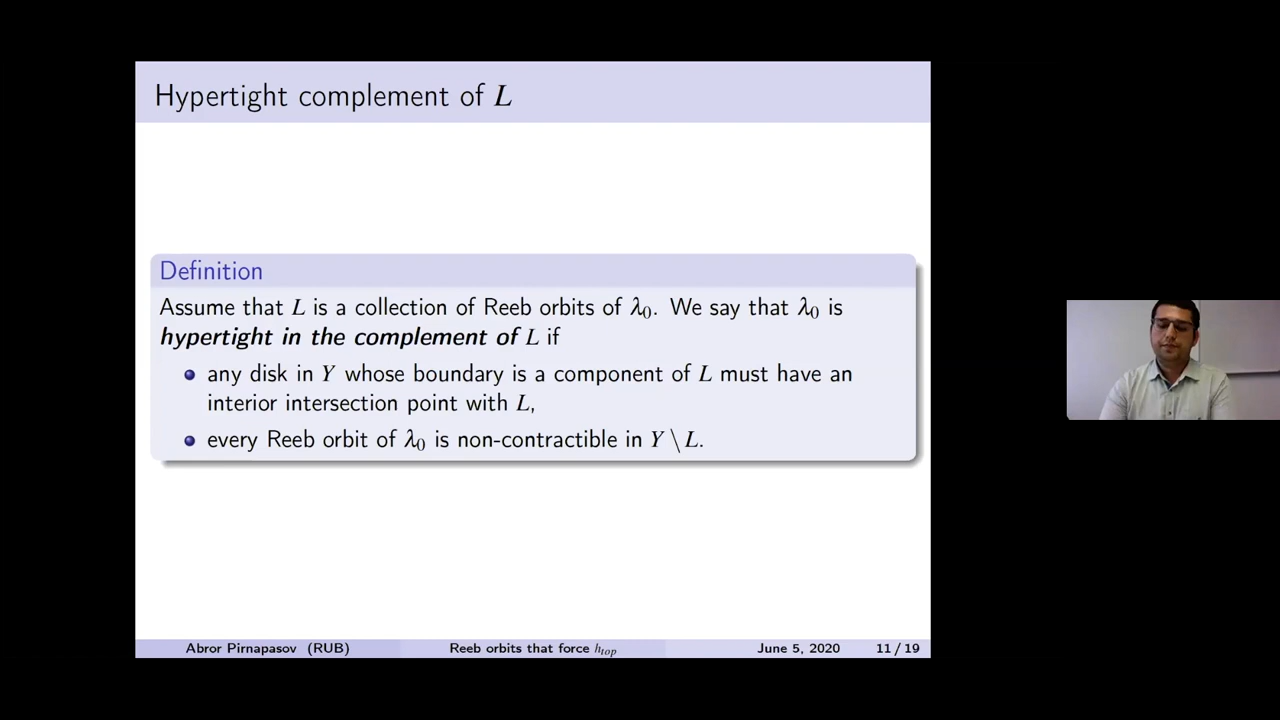 Hypertight complement of L
Definition
Assume that L is a collection of Reeb orbits of λ₀. We say that λ₀ is
hypertight in the complement of L if
• any disk in Y whose boundary is a component of L must have an
interior intersection point with L,
• every Reeb orbit of λ₀ is non-contractible in Y \ L.
Abror Pirnapasov (RUB) Reeb orbits that force h_top June 5, 2020 11 / 19